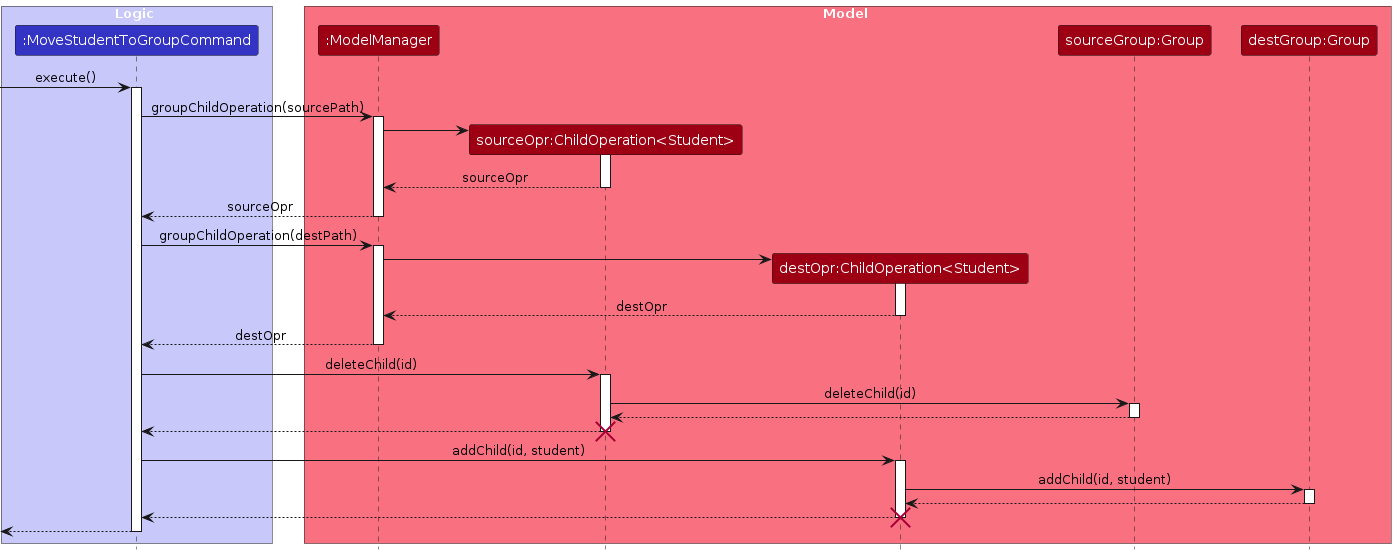 Logic
Model
:MoveStudentToGroupCommand
:ModelManager
sourceGroup:Group
destGroup:Group
execute()
groupChildOperation(sourcePath)
sourceOpr:ChildOperation<Student>
sourceOpr
sourceOpr
groupChildOperation(destPath)
destOpr:ChildOperation<Student>
destOpr
destOpr
deleteChild(id)
deleteChild(id)
addChild(id, student)
addChild(id, student)